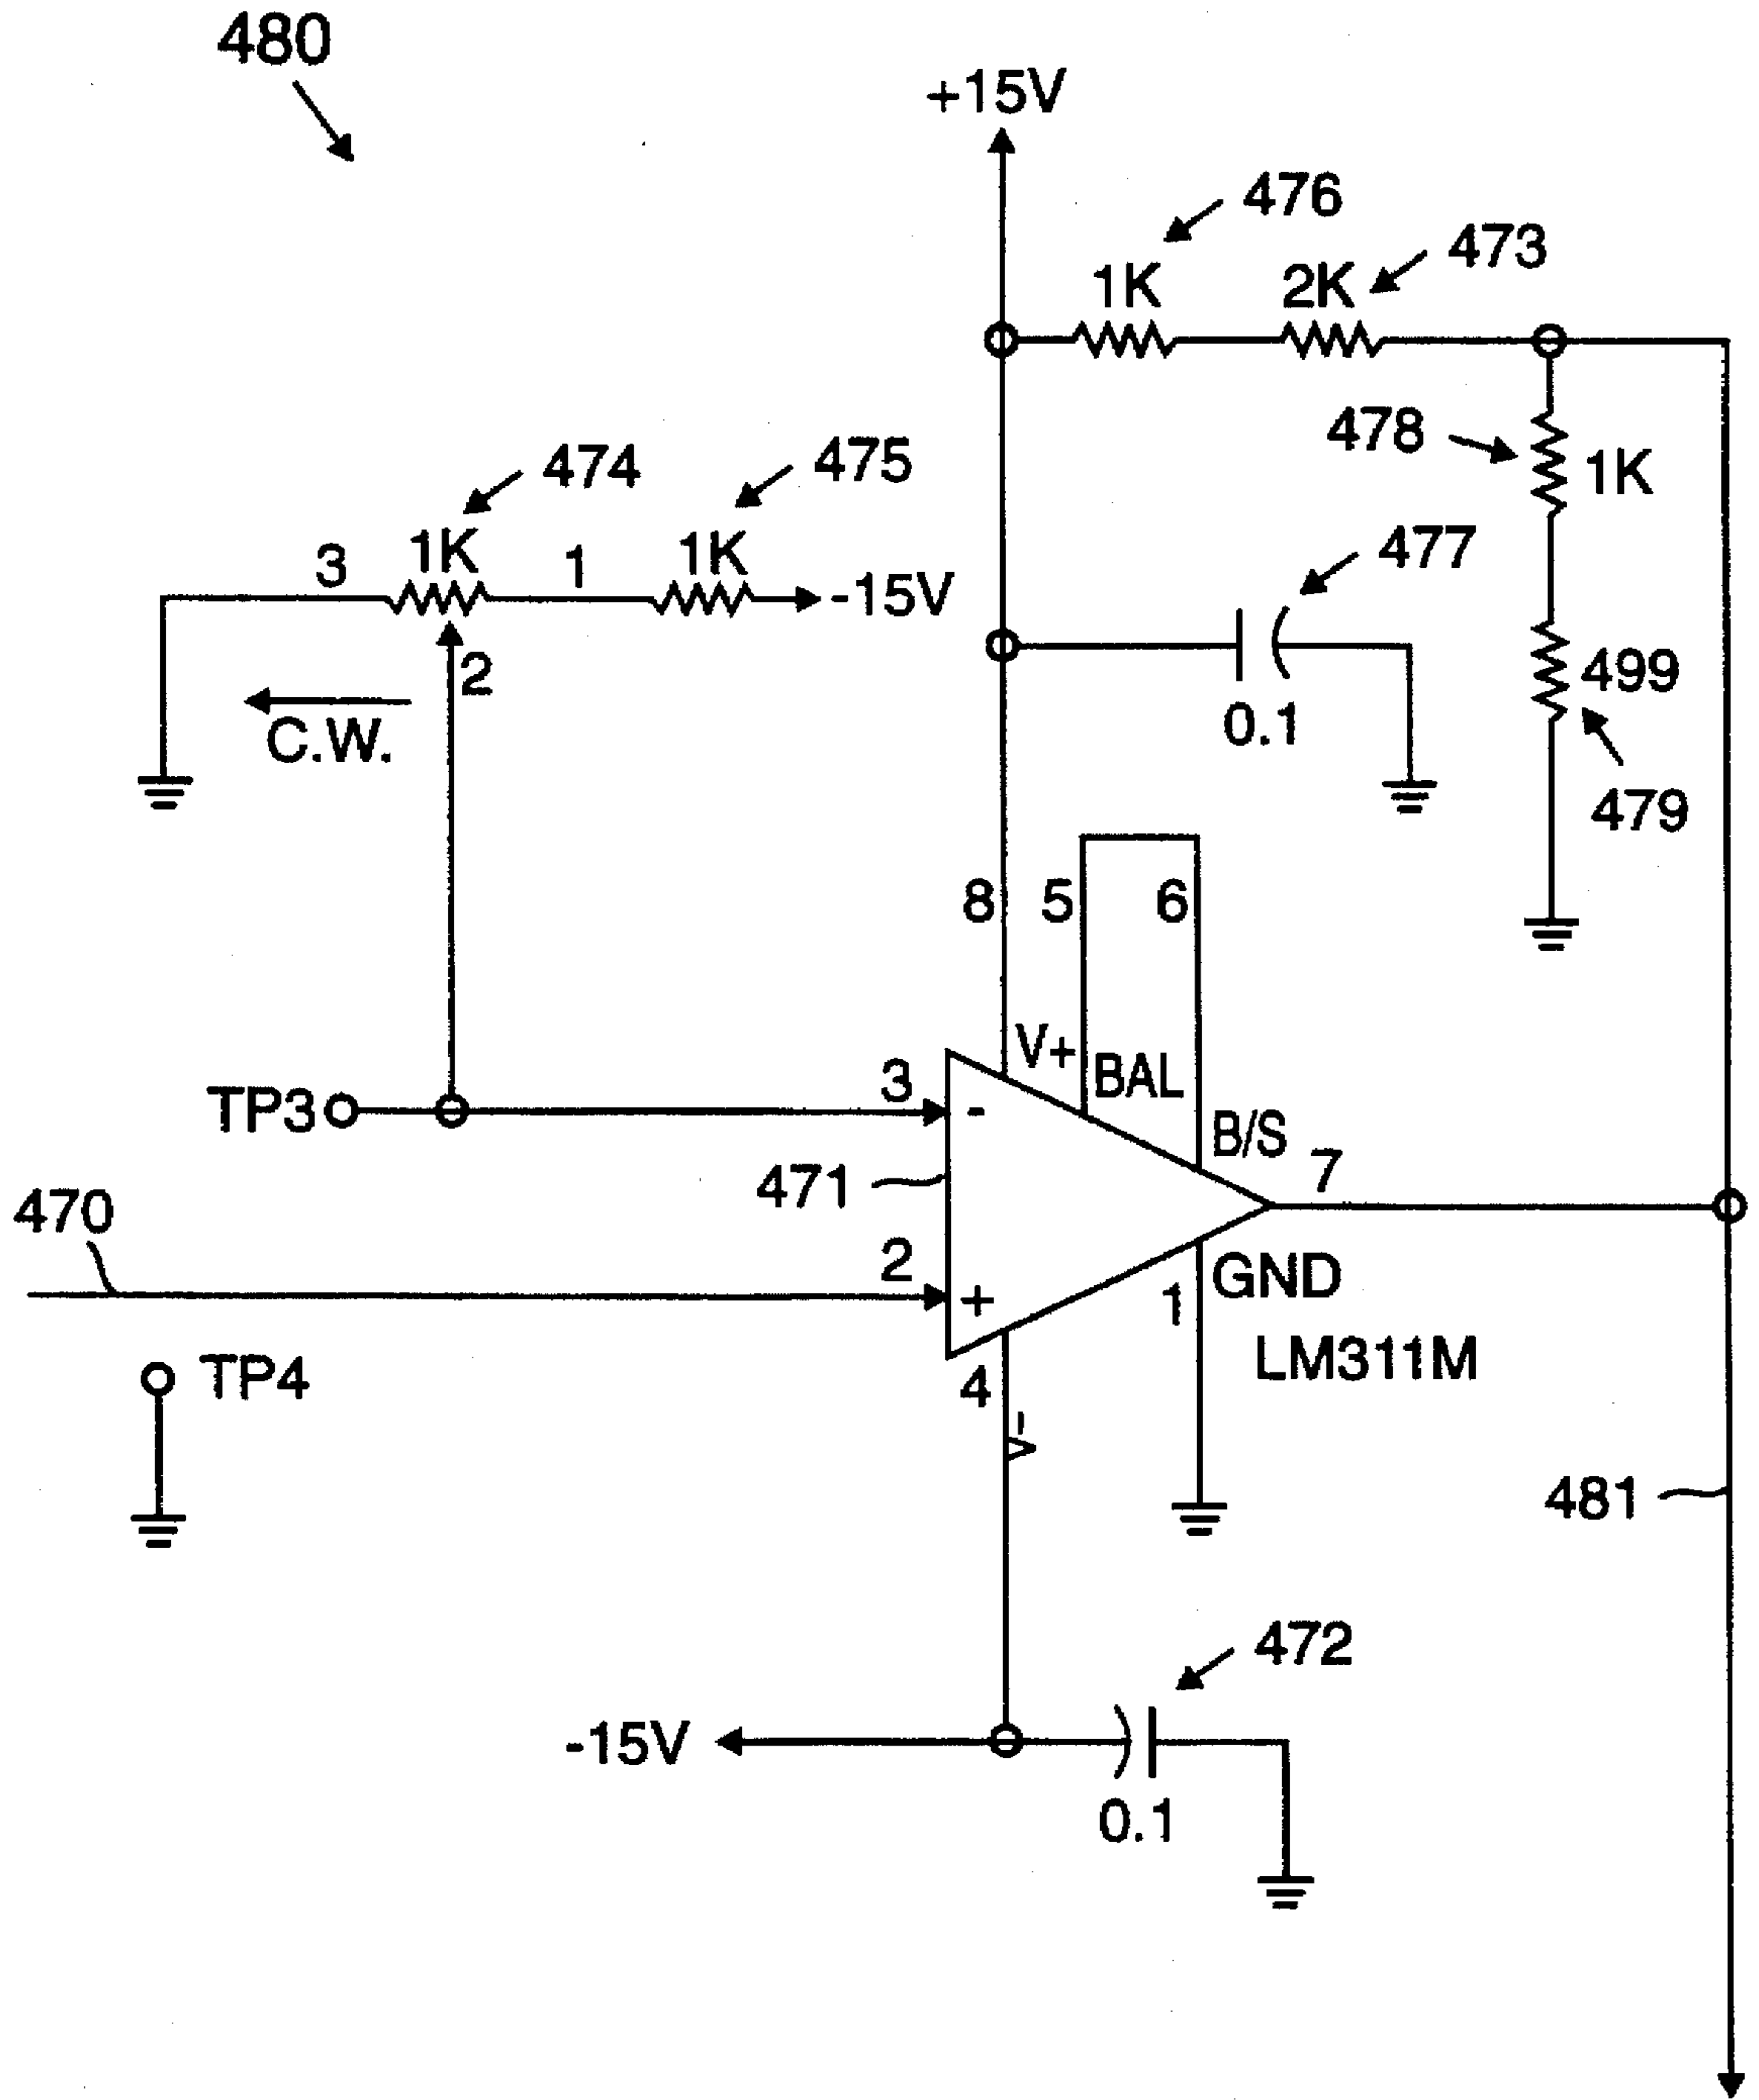 480
+15V
476
473
1K
2K
478
1K
474
475
3
1K
1
1K
-15V
477
2
C.W.
0.1
499
479
8
5
6
V+
BAL
TP3
3
-
B/S
471
7
470
2
+
GND
1
LM311M
TP4
4
V-
481
472
-15V
0.1